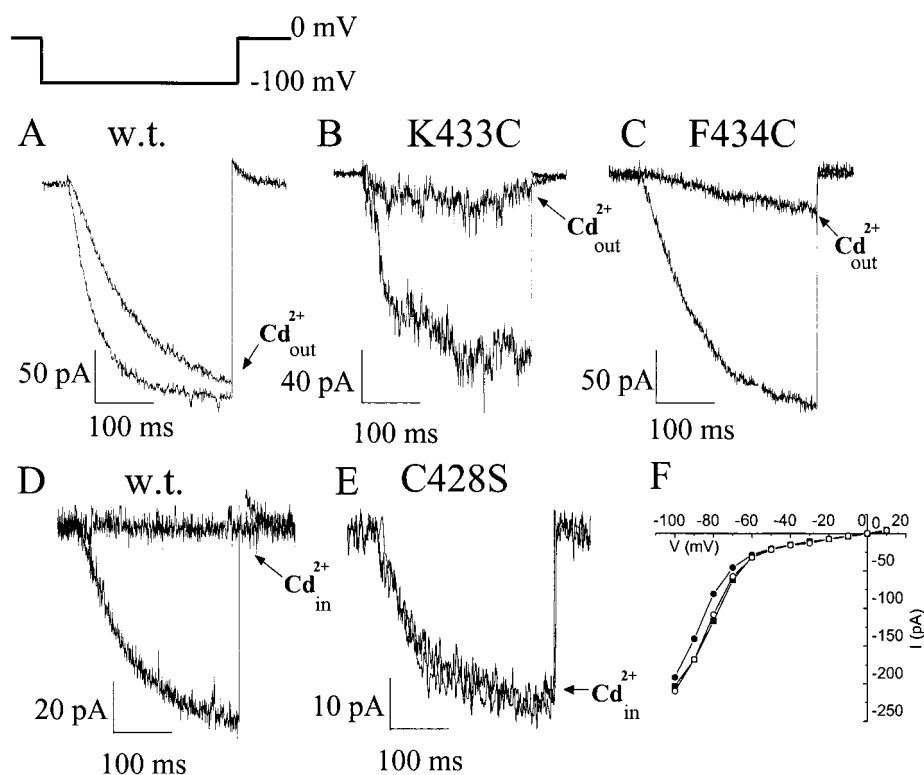 0 mV
-100 mV
A w.t.
B K433C
C F434C
Cd2+out
Cd2+out
Cd2+out
50 pA
40 pA
50 pA
100 ms
100 ms
100 ms
D w.t.
E C428S
F
-100 -80 -60 -40 -20 0 20
V (mV)
Cd2+in
Cd2+in
-50
-100
-150
-200
-250
I (pA)
20 pA
10 pA
100 ms
100 ms